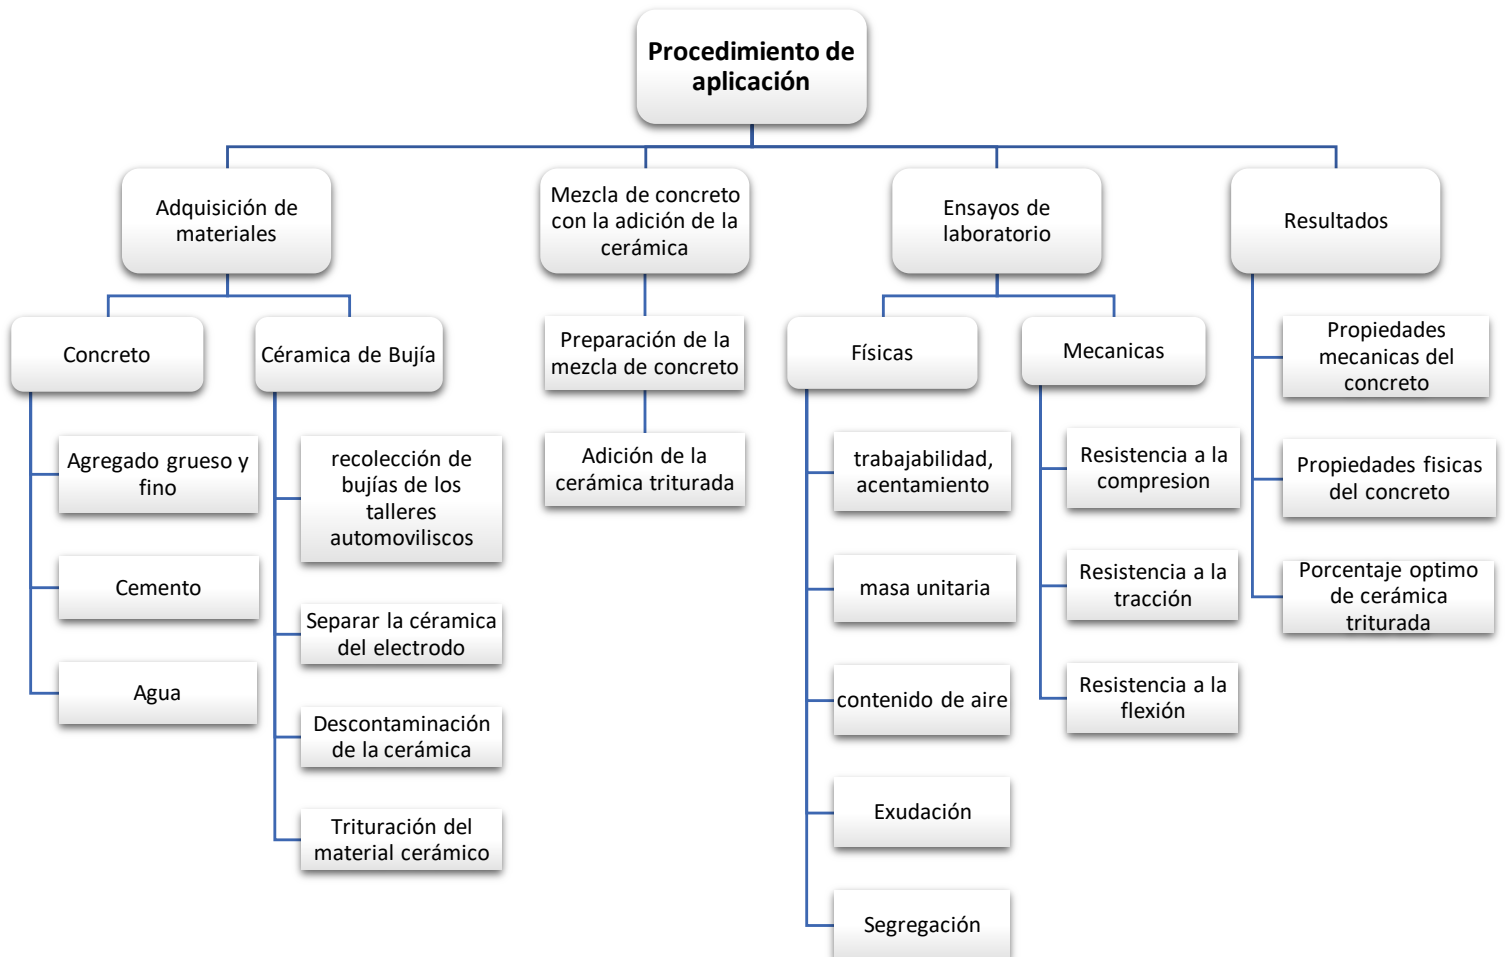 Procedimiento de
aplicación
Adquisición de
materiales
Mezcla de concreto
con la adición de la
cerámica
Ensayos de
laboratorio
Resultados
Concreto
Céramica de Bujía
Agregado grueso y
fino
Cemento
Agua
recolección de
bujías de los
talleres
automoviliscos
Separar la céramica
del electrodo
Descontaminación
de la cerámica
Trituración del
material cerámico
Preparación de la
mezcla de concreto
Adición de la
cerámica triturada
Físicas
Mecanicas
trabajabilidad,
acentamiento
masa unitaria
contenido de aire
Exudación
Segregación
Resistencia a la
compresion
Resistencia a la
tracción
Resistencia a la
flexión
Propiedades
mecanicas del
concreto
Propiedades fisicas
del concreto
Porcentaje optimo
de cerámica
triturada